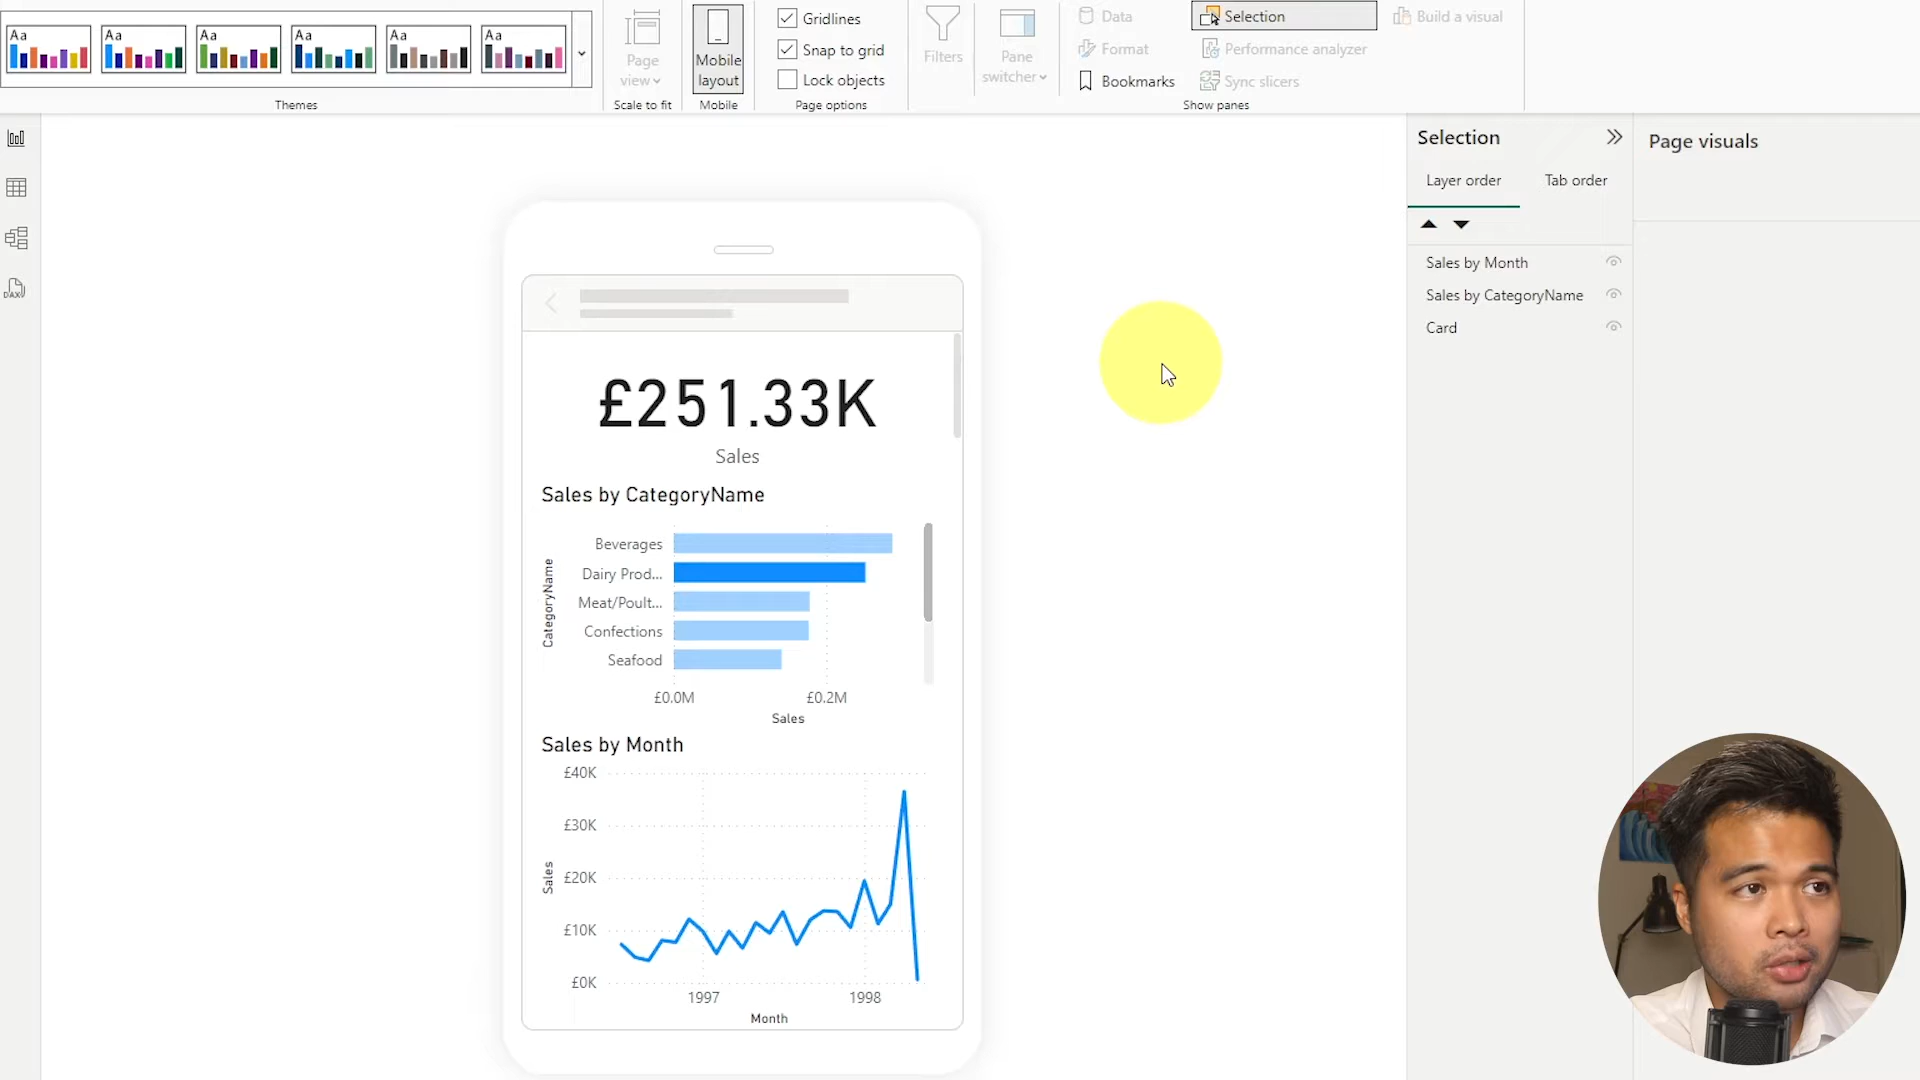 Aa Aa Aa Aa Aa Aa
Themes
Page
view
Scale to fit
Mobile
layout
Mobile
Gridlines
Snap to grid
Lock objects
Page options
Filters
Pane
switcher
Data
Format
Bookmarks
Selection
Performance analyzer
Sync slicers
Build a visual
Show panes
DAX
£251.33K
Sales
Sales by CategoryName
CategoryName
Beverages
Dairy Prod...
Meat/Poult...
Confections
Seafood
£0.0M £0.2M
Sales
Sales by Month
Sales
£40K
£30K
£20K
£10K
£0K
1997 1998
Month
Selection
Layer order Tab order
Sales by Month
Sales by CategoryName
Card
Page visuals